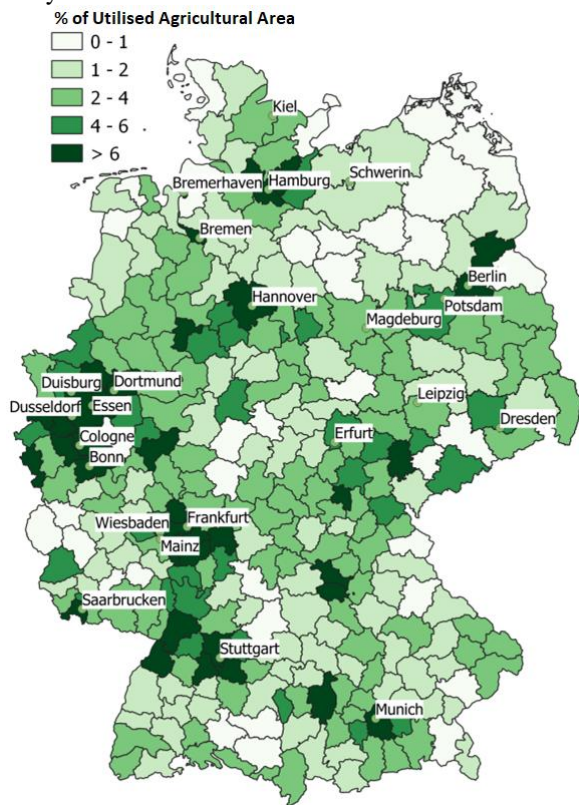 % of Utilised Agricultural Area
0 - 1
1 - 2
2 - 4
4 - 6
> 6
Kiel
Bremerhaven
Hamburg
Schwerin
Bremen
Berlin
Hannover
Potsdam
Magdeburg
Duisburg
Dortmund
Leipzig
Dusseldorf
Essen
Dresden
Cologne
Erfurt
Bonn
Wiesbaden
Frankfurt
Mainz
Saarbrucken
Stuttgart
Munich